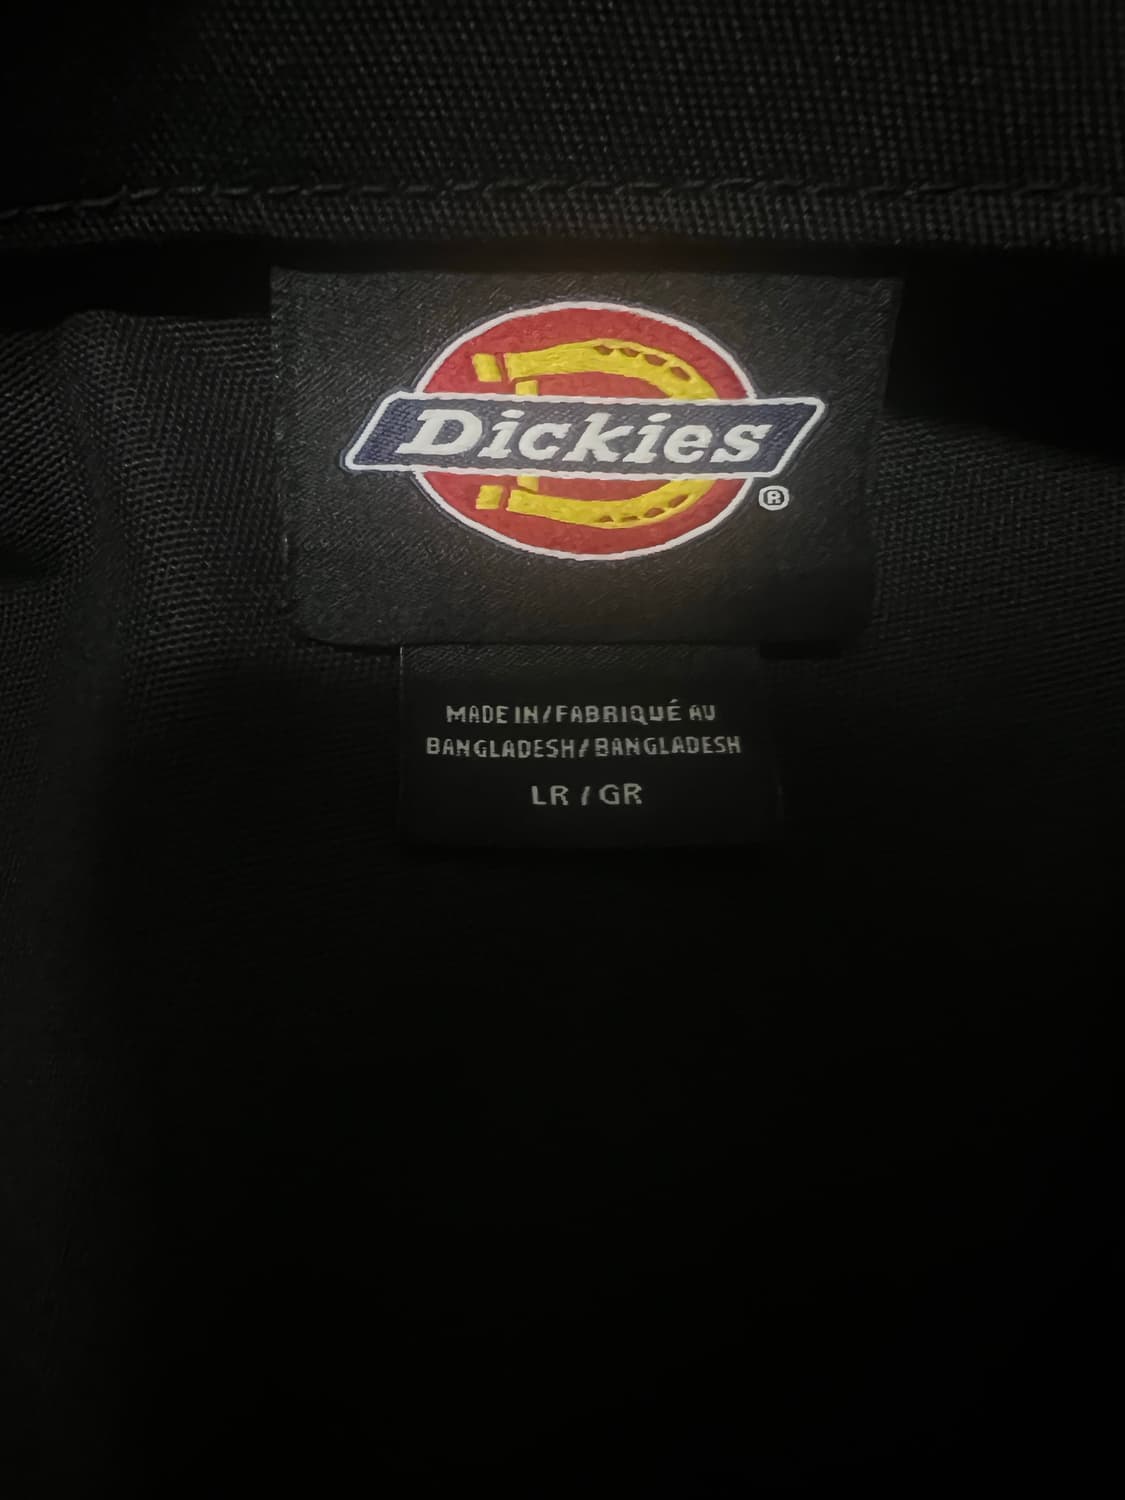 Dickies
®
MADE IN/FABRIQUÉ AU
BANGLADESH/BANGLADESH
LR / GR